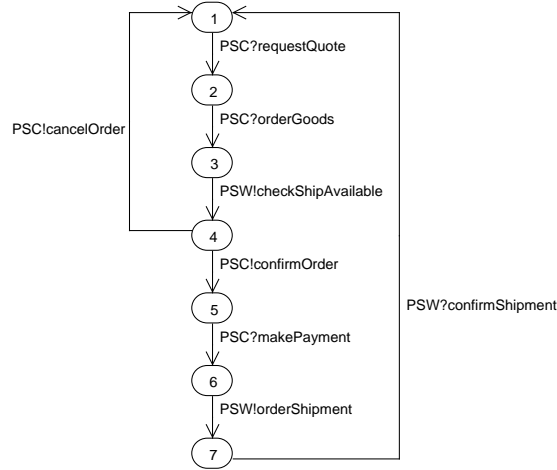 1
PSC?requestQuote
2
PSC?orderGoods
PSC!cancelOrder
3
PSW!checkShipAvailable
4
PSC!confirmOrder
5
PSW?confirmShipment
PSC?makePayment
6
PSW!orderShipment
7